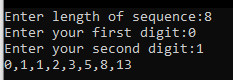 Enter length of sequence:8
Enter your first digit:0
Enter your second digit:1
0,1,1,2,3,5,8,13